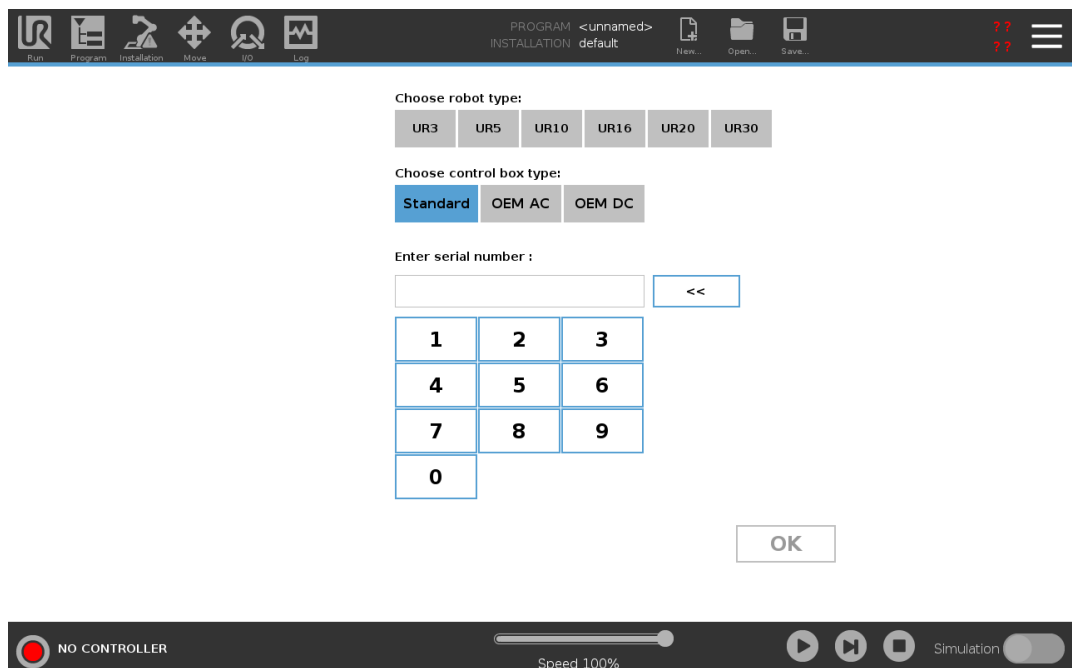 UR
Run Program Installation Move I/O Log
PROGRAM <unnamed>
INSTALLATION default
New... Open... Save...
? ?
? ?
Choose robot type:
UR3 UR5 UR10 UR16 UR20 UR30
Choose control box type:
Standard OEM AC OEM DC
Enter serial number :
<<
1 2 3
4 5 6
7 8 9
0
OK
NO CONTROLLER
Speed 100%
Simulation